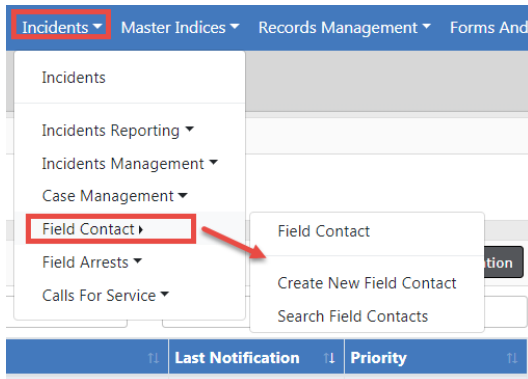 Incidents Master Indices Records Management Forms And
Incidents
Incidents Reporting
Incidents Management
Case Management
Field Contact
Field Arrests
Calls For Service
Field Contact
Create New Field Contact
Search Field Contacts
tion
Last Notification Priority